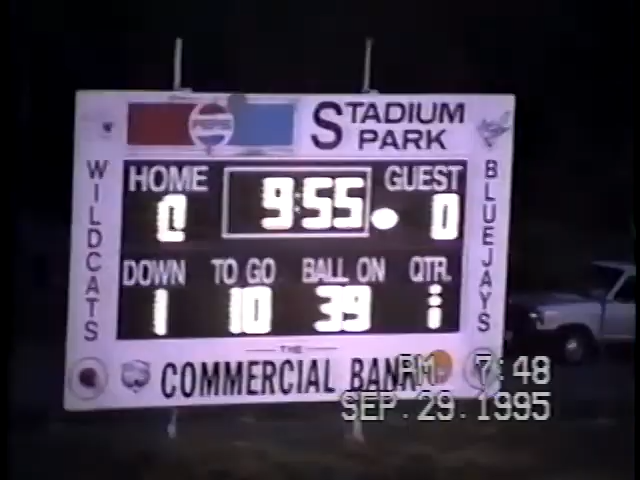 PEPSI
STADIUM
PARK
WILDCATS
BLUEJAYS
HOME 9:55 GUEST
0 0
DOWN TO GO BALL ON QTR.
1 10 39 1
THE
COMMERCIAL BANK
PM 7:48
SEP.29.1995